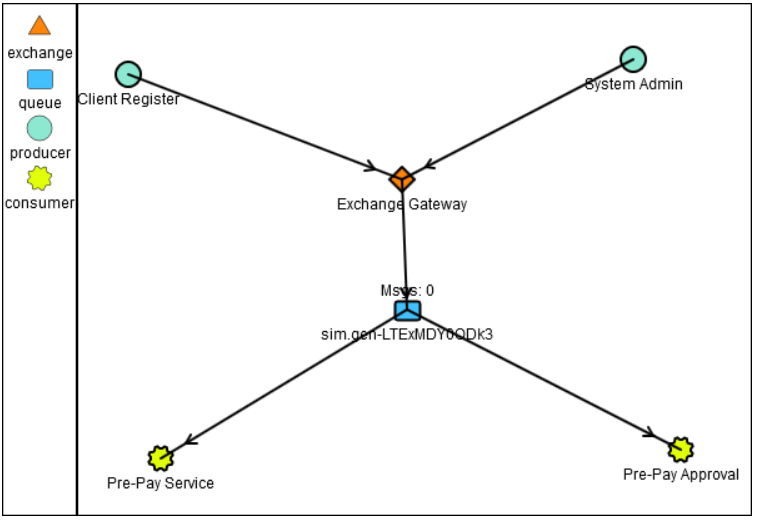 exchange
queue
producer
consumer
Client Register
System Admin
Exchange Gateway
Msgs: 0
sim.gen-LTExMDY0ODk3
Pre-Pay Service
Pre-Pay Approval